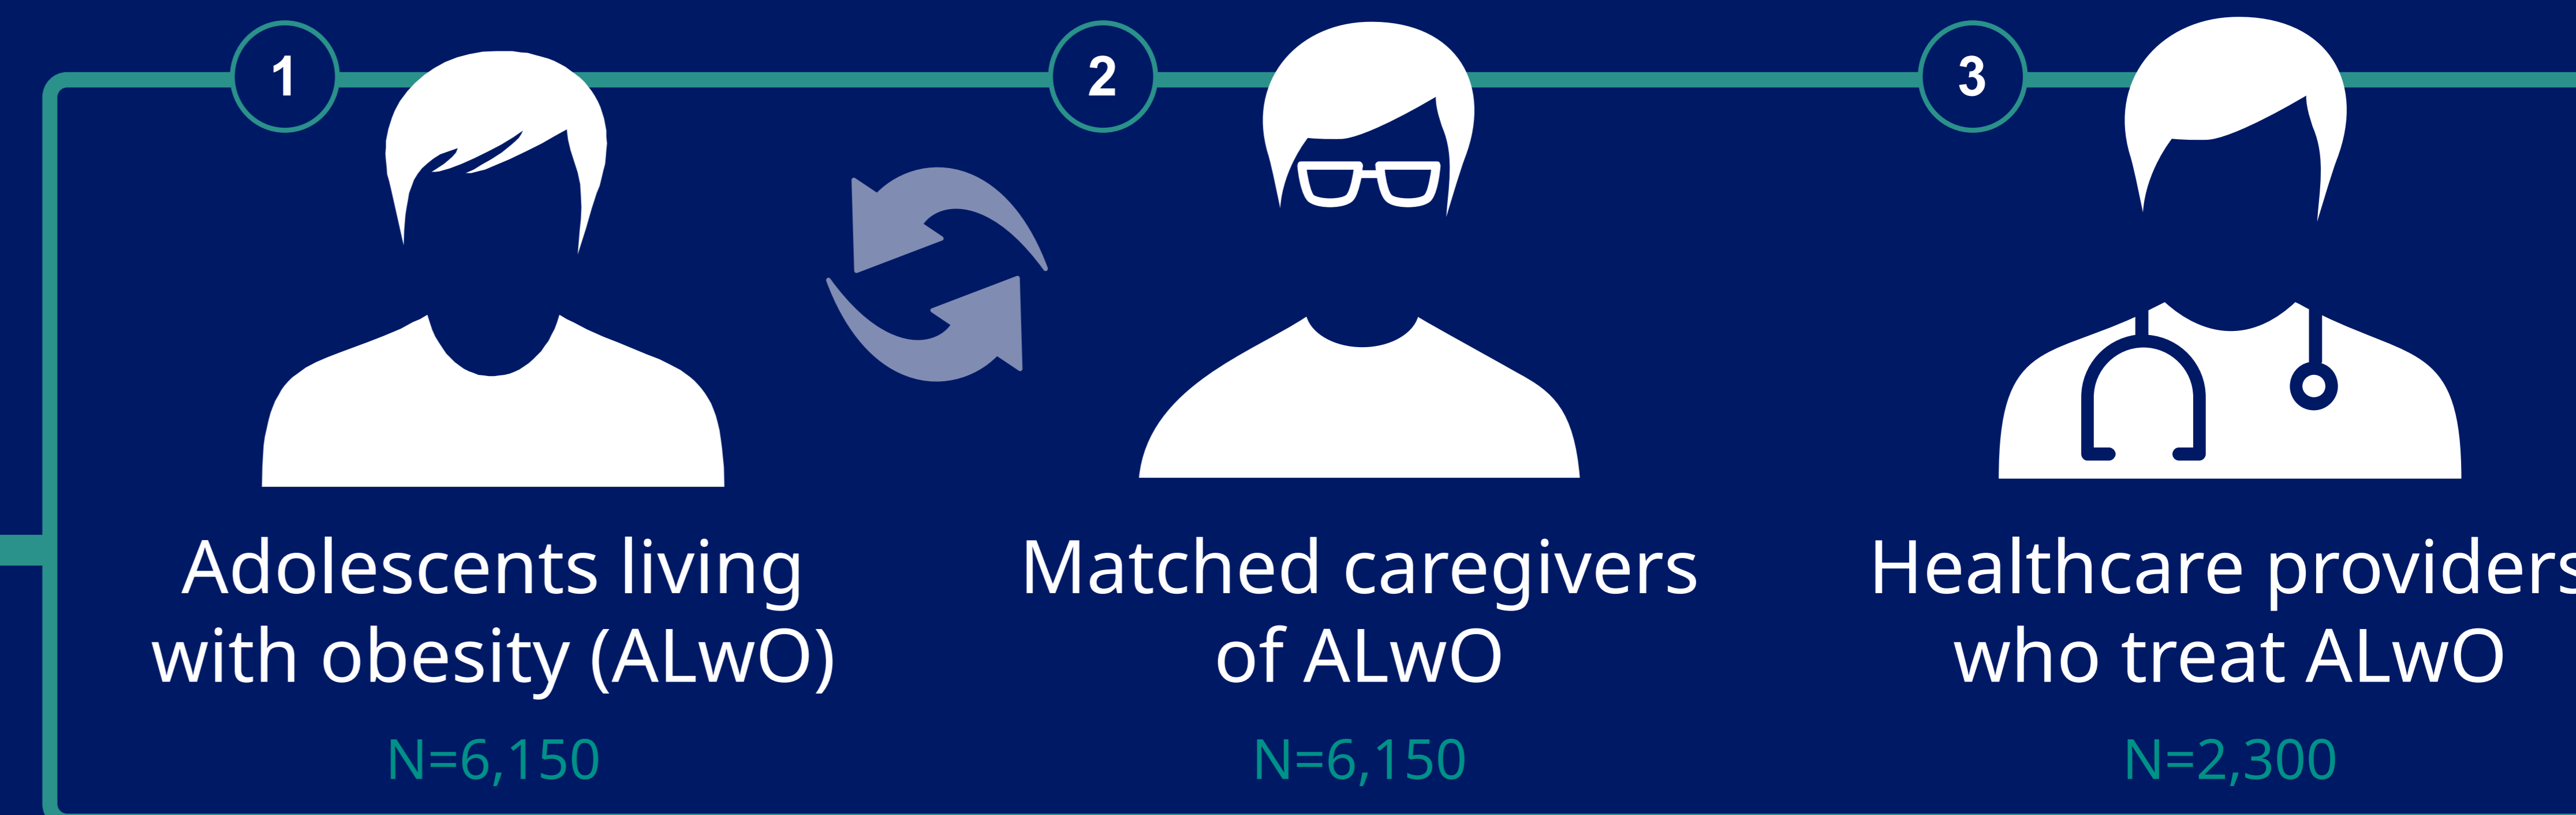 1
Adolescents living
with obesity (ALwO)
N=6,150
2
Matched caregivers
of ALwO
N=6,150
3
Healthcare providers
who treat ALwO
N=2,300